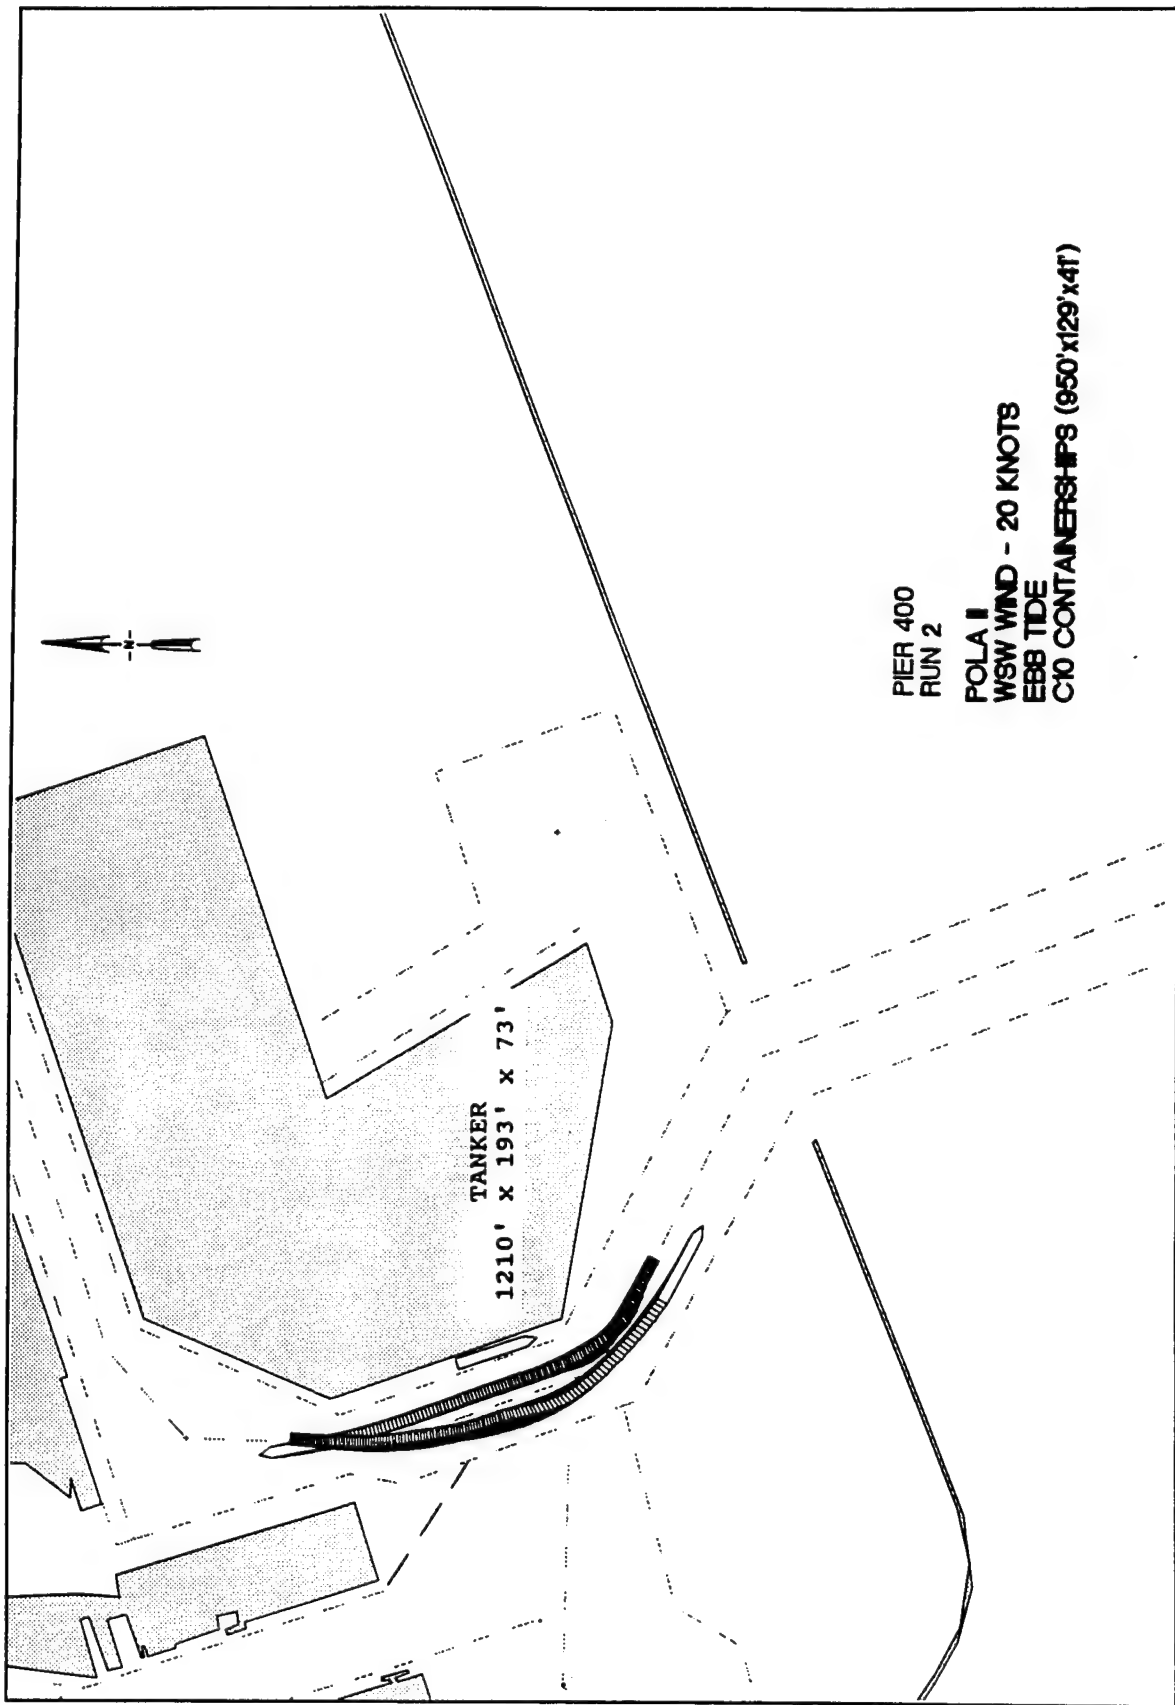 N
TANKER
1210' x 193' x 73'
PIER 400
RUN 2
POLA II
WSW WIND - 20 KNOTS
EBB TIDE
C10 CONTAINERSHIPS (950'x129'x41')